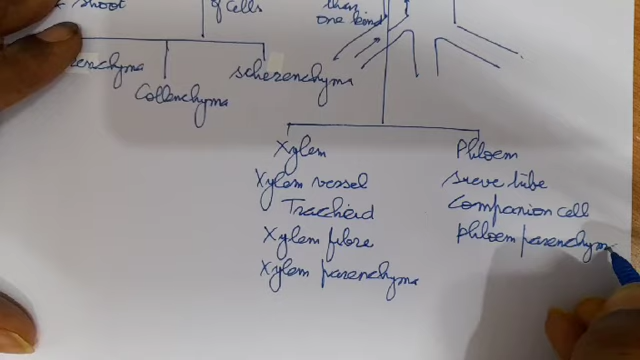 shoot
of cells
than
one kind
enchyma
Collenchyma
scherenchyma
Xylem
Xylem vessel
Tracheid
Xylem fibre
Xylem parenchyma
Phloem
sieve tube
Companion cell
phloem parenchyma